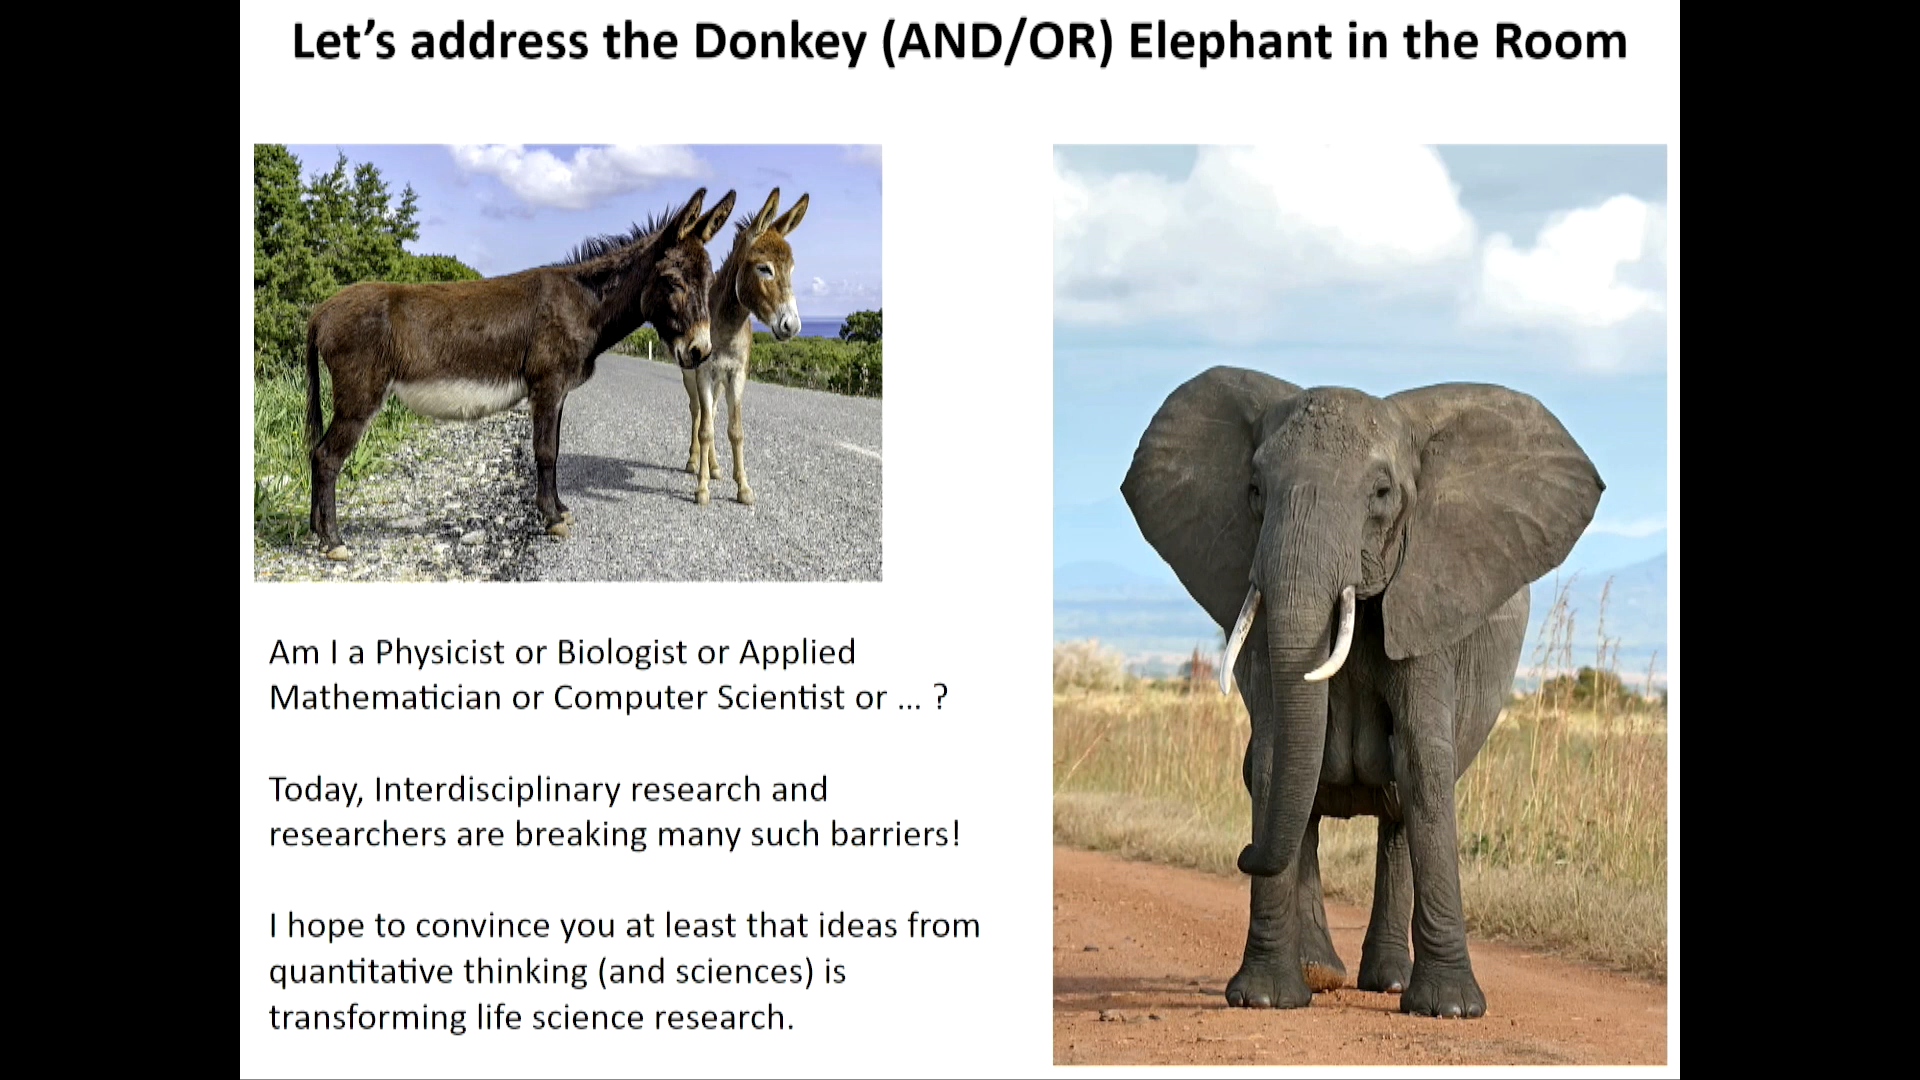 Let’s address the Donkey (AND/OR) Elephant in the Room
Am I a Physicist or Biologist or Applied
Mathematician or Computer Scientist or ... ?
Today, Interdisciplinary research and
researchers are breaking many such barriers!
I hope to convince you at least that ideas from
quantitative thinking (and sciences) is
transforming life science research.